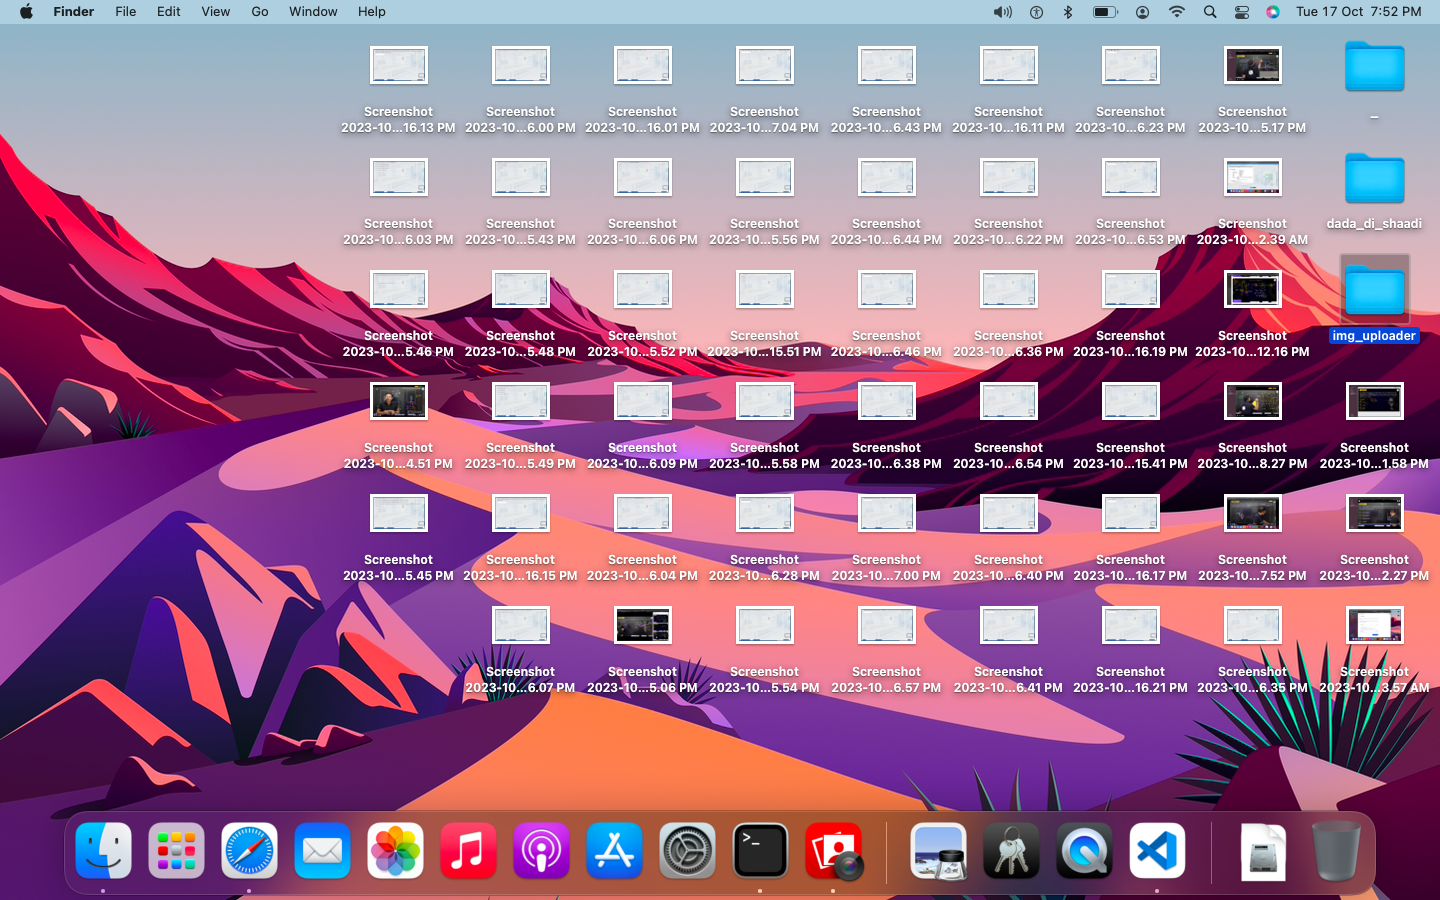 Finder File Edit View Go Window Help Tue 17 Oct 7:52 PM
Screenshot Screenshot Screenshot Screenshot Screenshot Screenshot Screenshot Screenshot _
2023-10...16.13 PM 2023-10...6.00 PM 2023-10...16.01 PM 2023-10...7.04 PM 2023-10...6.43 PM 2023-10...16.11 PM 2023-10...6.23 PM 2023-10...5.17 PM
Screenshot Screenshot Screenshot Screenshot Screenshot Screenshot Screenshot Screenshot dada_di_shaadi
2023-10...6.03 PM 2023-10...5.43 PM 2023-10...6.06 PM 2023-10...5.56 PM 2023-10...6.44 PM 2023-10...6.22 PM 2023-10...6.53 PM 2023-10...2.39 AM
Screenshot Screenshot Screenshot Screenshot Screenshot Screenshot Screenshot Screenshot img_uploader
2023-10...5.46 PM 2023-10...5.48 PM 2023-10...5.52 PM 2023-10...15.51 PM 2023-10...6.46 PM 2023-10...6.36 PM 2023-10...16.19 PM 2023-10...12.16 PM
Screenshot Screenshot Screenshot Screenshot Screenshot Screenshot Screenshot Screenshot Screenshot
2023-10...4.51 PM 2023-10...5.49 PM 2023-10...6.09 PM 2023-10...5.58 PM 2023-10...6.38 PM 2023-10...6.54 PM 2023-10...15.41 PM 2023-10...8.27 PM 2023-10...1.58 PM
Screenshot Screenshot Screenshot Screenshot Screenshot Screenshot Screenshot Screenshot Screenshot
2023-10...5.45 PM 2023-10...16.15 PM 2023-10...6.04 PM 2023-10...6.28 PM 2023-10...7.00 PM 2023-10...6.40 PM 2023-10...16.17 PM 2023-10...7.52 PM 2023-10...2.27 PM
Screenshot Screenshot Screenshot Screenshot Screenshot Screenshot Screenshot Screenshot
2023-10...6.07 PM 2023-10...5.06 PM 2023-10...5.54 PM 2023-10...6.57 PM 2023-10...6.41 PM 2023-10...16.21 PM 2023-10...6.35 PM 2023-10...3.57 AM
>_